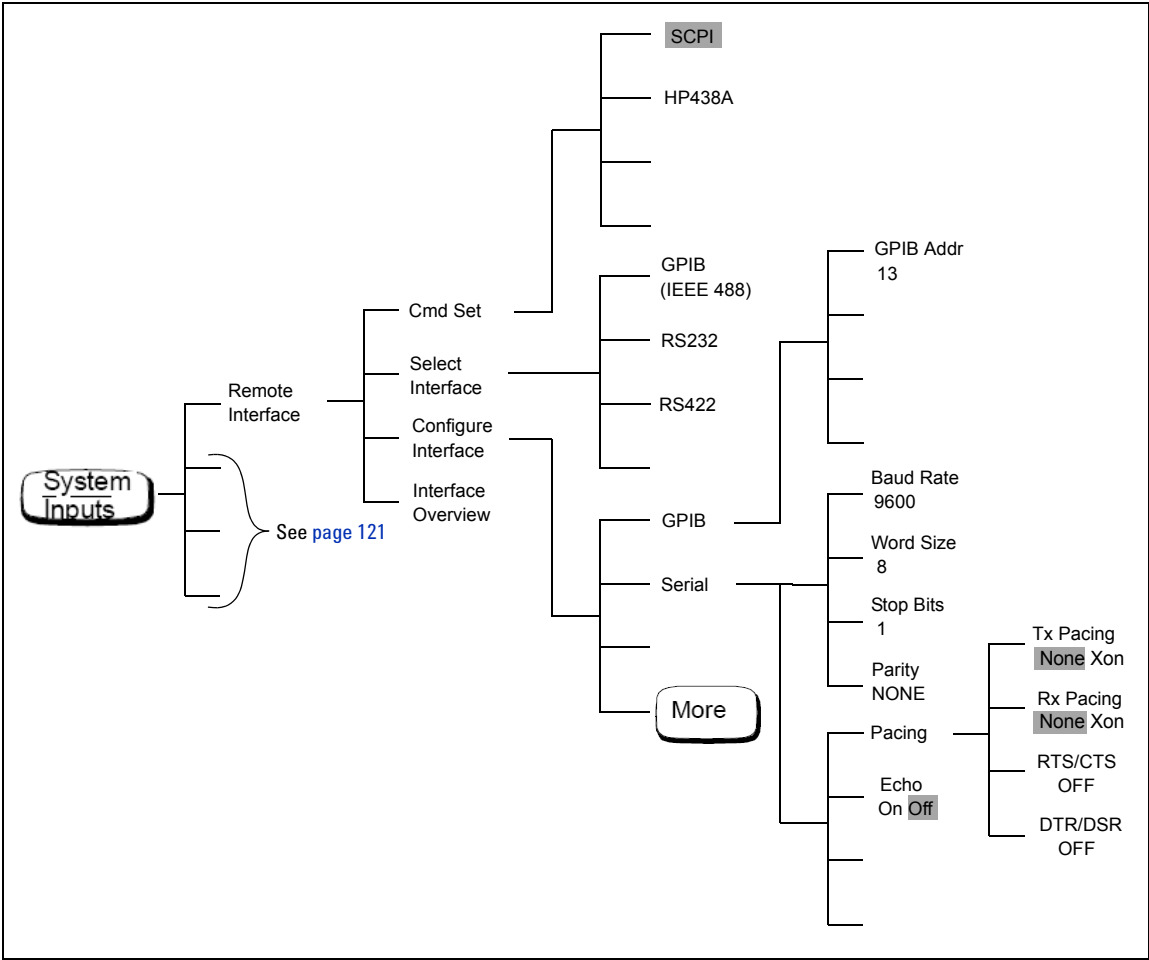 SCPI
HP438A
GPIB
(IEEE 488)
RS232
RS422
GPIB Addr
13
Cmd Set
Select
Interface
Configure
Interface
Interface
Overview
Remote
Interface
System
Inputs
See page 121
GPIB
Serial
More
Baud Rate
9600
Word Size
8
Stop Bits
1
Parity
NONE
Pacing
Echo
On Off
Tx Pacing
None Xon
Rx Pacing
None Xon
RTS/CTS
OFF
DTR/DSR
OFF